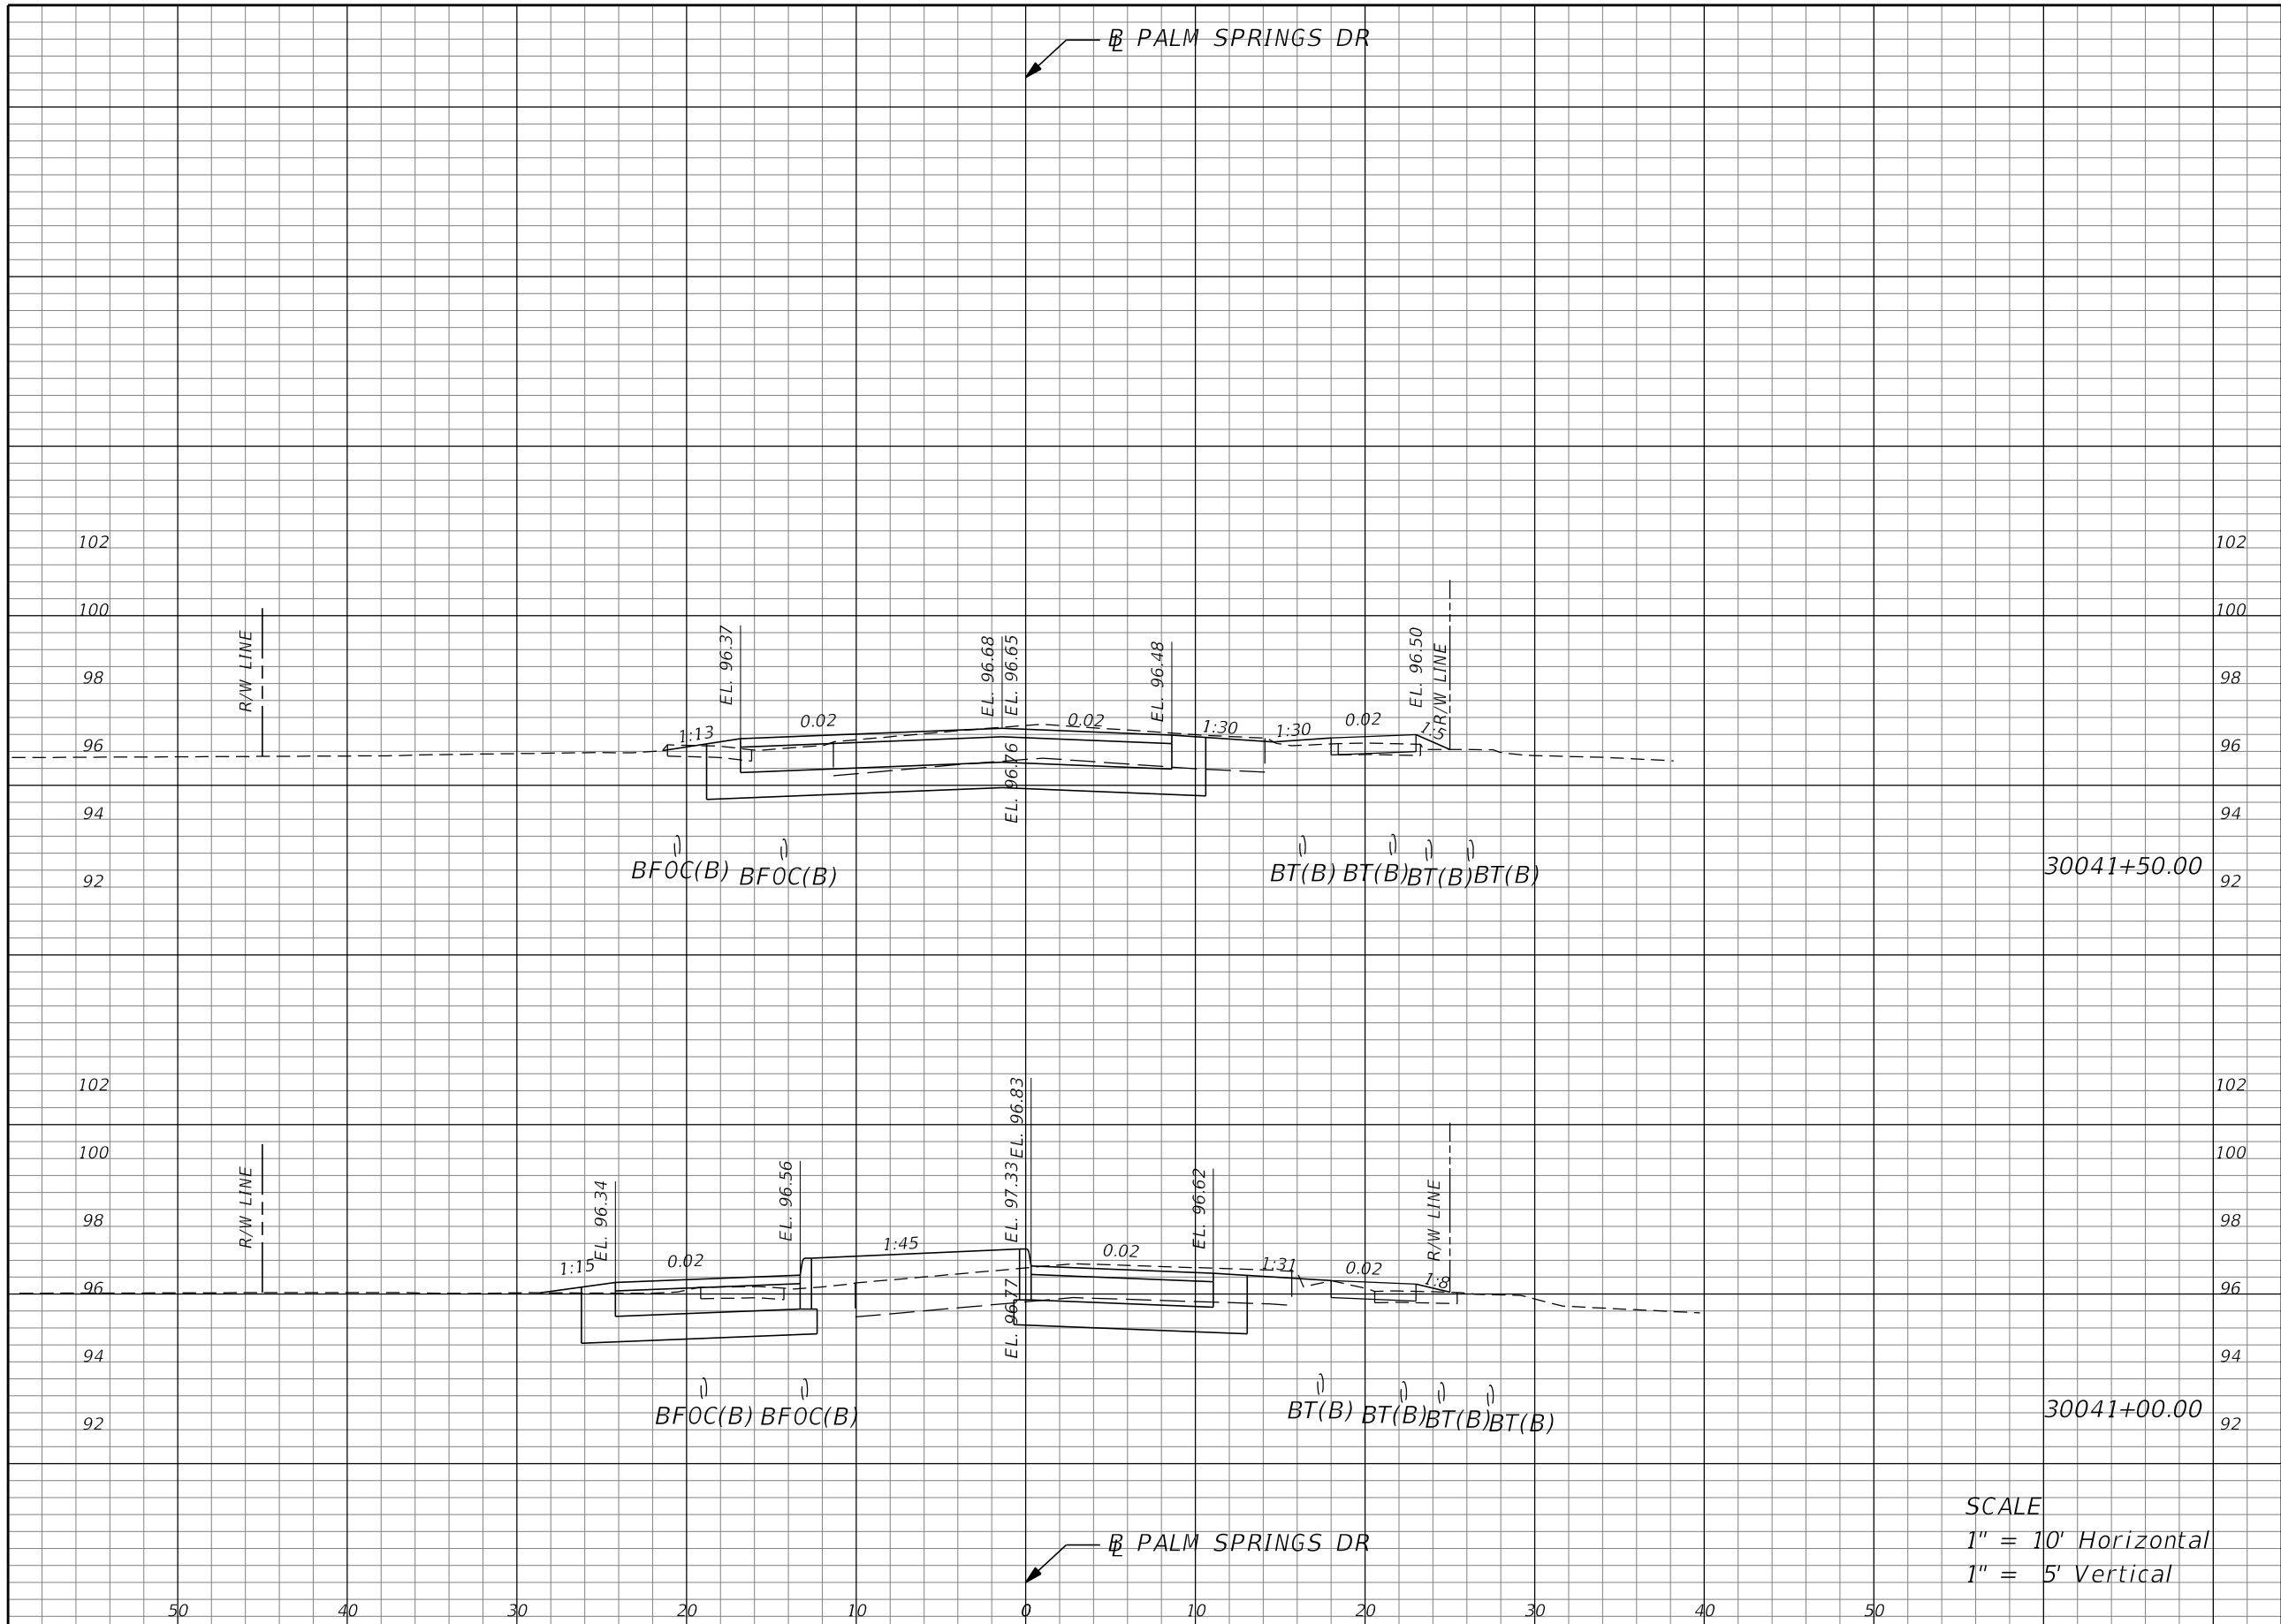 BL PALM SPRINGS DR
102 102
100 100
R/W LINE
EL. 96.37
EL. 96.68
EL. 96.65
EL. 96.48
EL. 96.50
R/W LINE
98 98
1:13
0.02
0.02
1:30
1:30
0.02
1:5
96 96
EL. 96.76
94 94
BFOC(B) BFOC(B) BT(B) BT(B) BT(B) BT(B)
30041+50.00
92 92
102 102
EL. 96.83
100 100
R/W LINE
EL. 96.34
EL. 96.56
EL. 97.33
EL. 96.62
R/W LINE
98 98
1:15
0.02
1:45
0.02
1:31
0.02
1:8
96 96
EL. 96.77
94 94
BFOC(B) BFOC(B) BT(B) BT(B) BT(B) BT(B)
30041+00.00
92 92
SCALE
1" = 10' Horizontal
1" = 5' Vertical
BL PALM SPRINGS DR
50 40 30 20 10 0 10 20 30 40 50